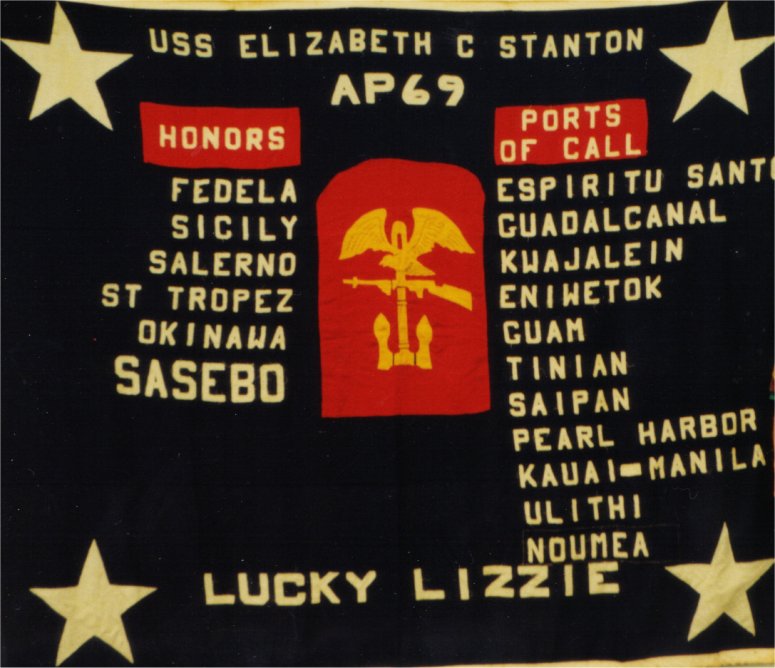 USS ELIZABETH C STANTON
AP69
HONORS
FEDELA
SICILY
SALERNO
ST TROPEZ
OKINAWA
SASEBO
PORTS
OF CALL
ESPIRITU SANTO
GUADALCANAL
KWAJALEIN
ENIWETOK
GUAM
TINIAN
SAIPAN
PEARL HARBOR
KAUAI-MANILA
ULITHI
NOUMEA
LUCKY LIZZIE